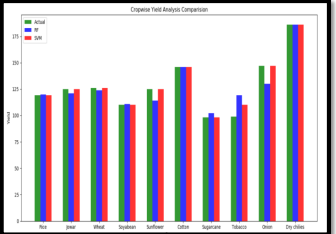 Cropwise Yield Analysis Comparision
Actual
RF
SVM
Yield
175
150
125
100
75
50
25
0
Rice Jowar Wheat Soyabean Sunflower Cotton Sugarcane Tobacco Onion Dry chilies